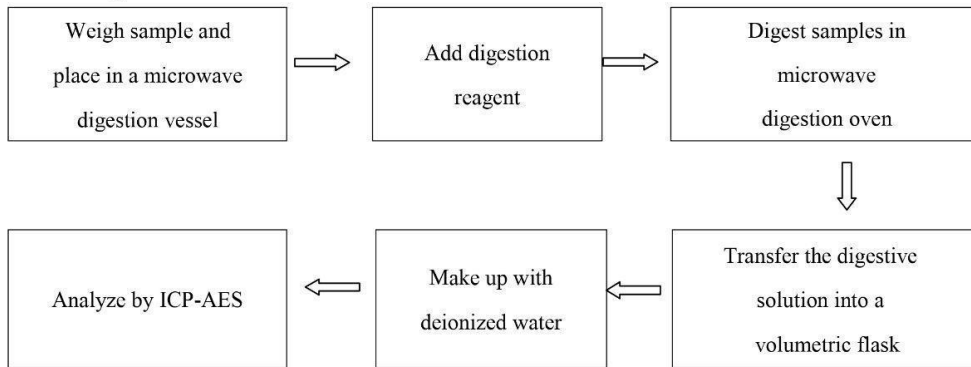 Weigh sample and
place in a microwave
digestion vessel
Add digestion
reagent
Digest samples in
microwave
digestion oven
Transfer the digestive
solution into a
volumetric flask
Make up with
deionized water
Analyze by ICP-AES